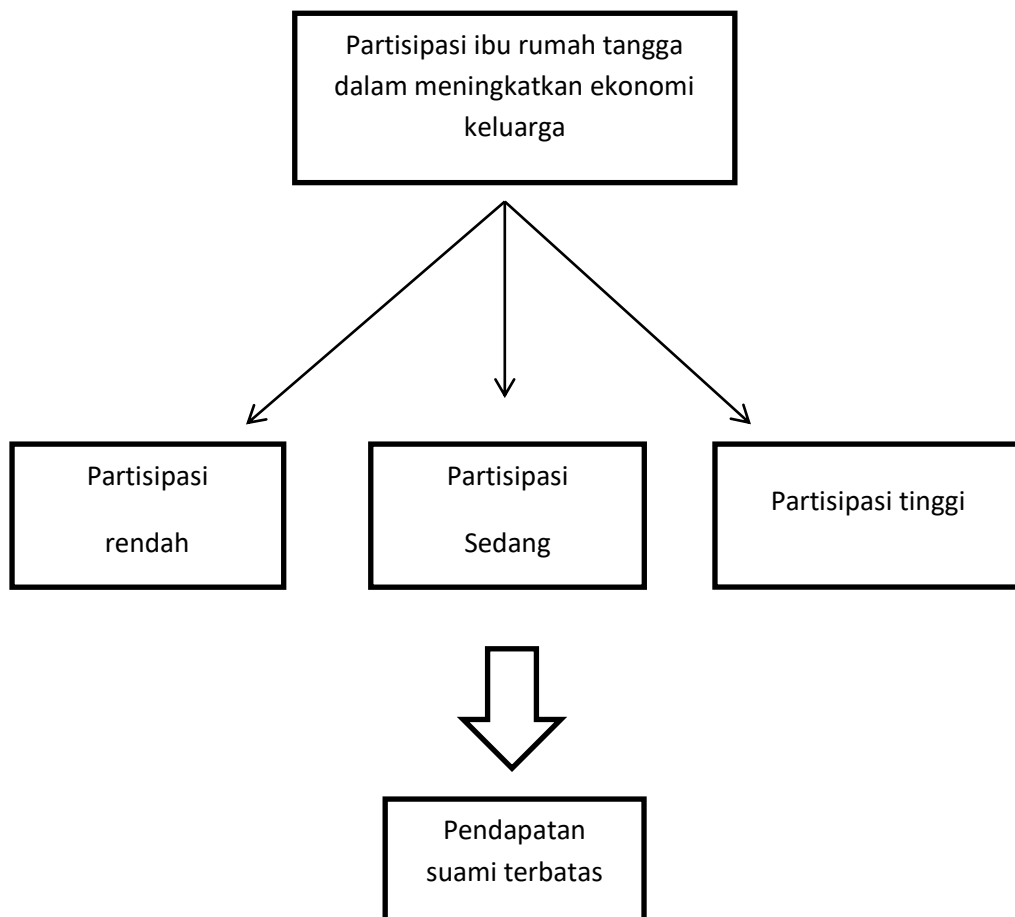 Partisipasi ibu rumah tangga
dalam meningkatkan ekonomi
keluarga
Partisipasi
rendah
Partisipasi
Sedang
Partisipasi tinggi
Pendapatan
suami terbatas